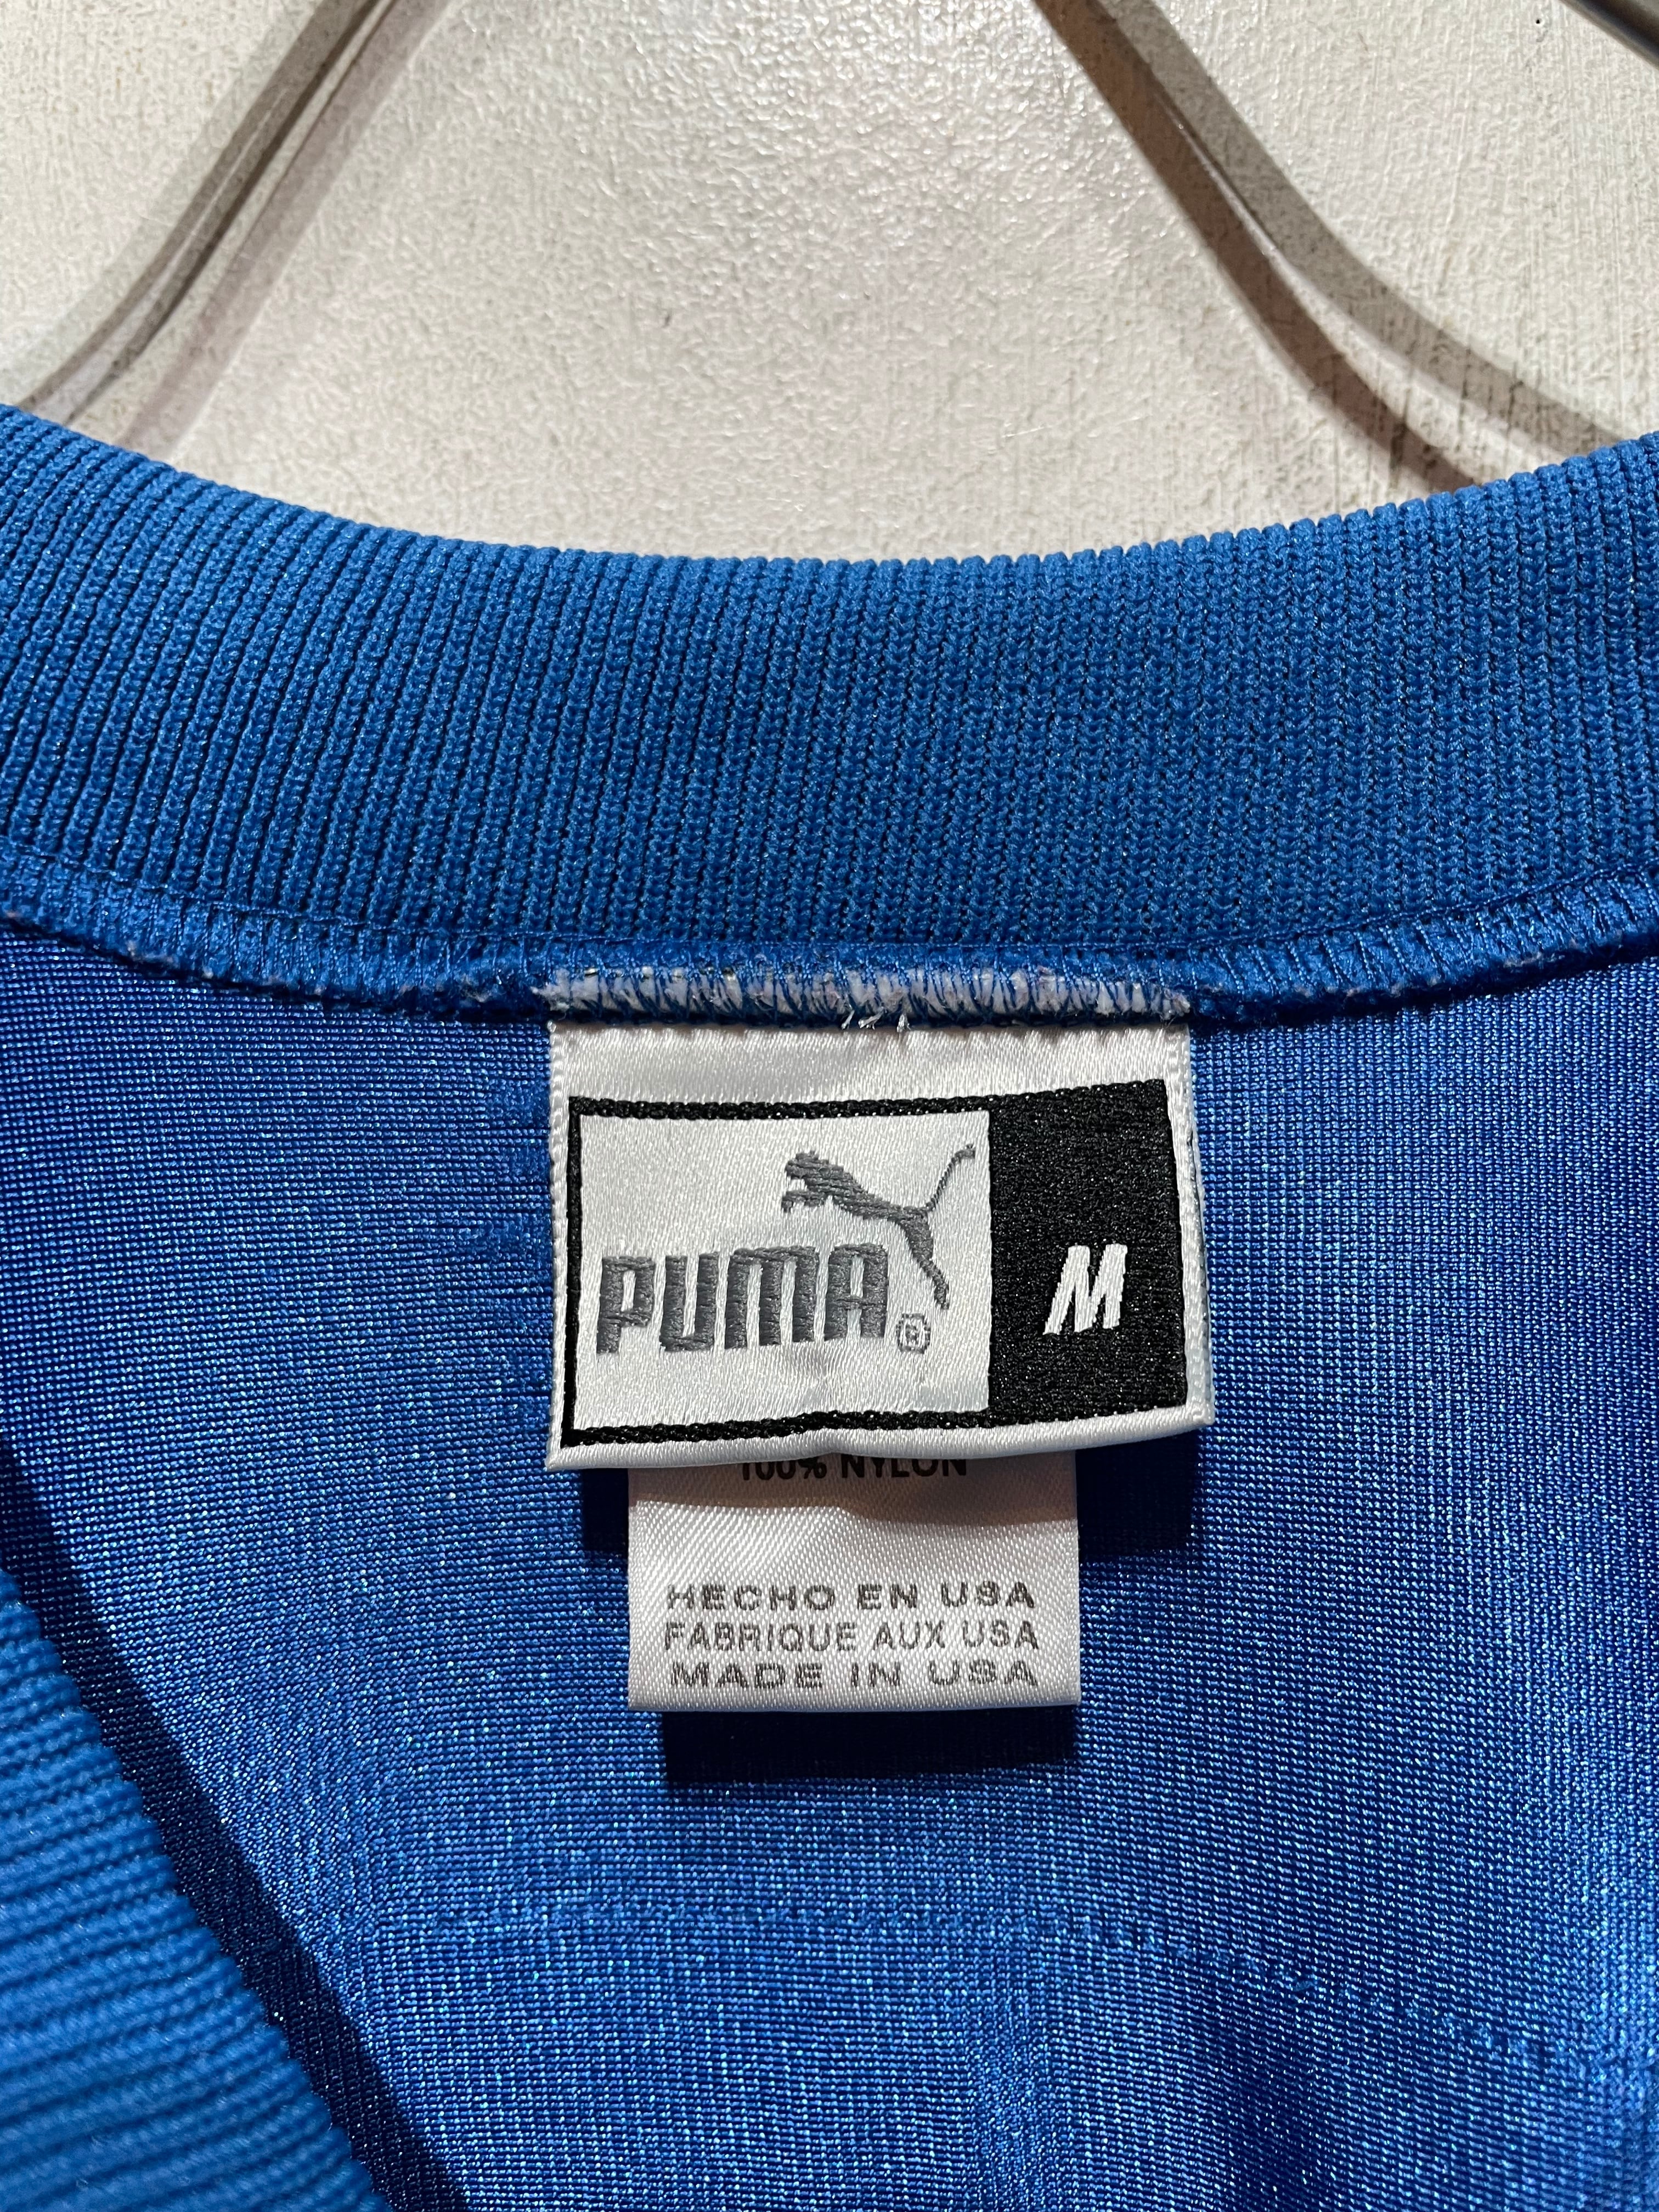 PUMA® M
100% NYLON
HECHO EN USA
FABRIQUE AUX USA
MADE IN USA